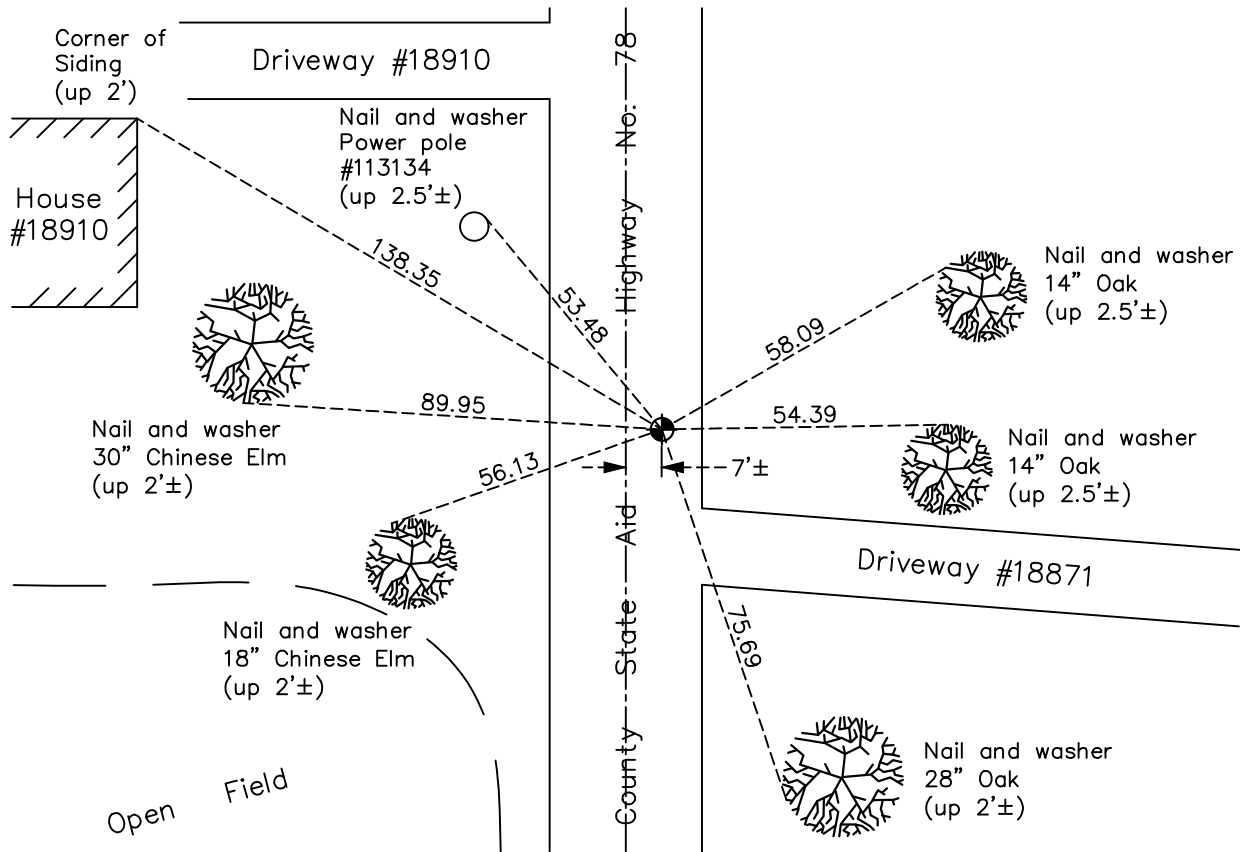 Corner of
Siding
(up 2')
Driveway #18910
Nail and washer
Power pole
#113134
(up 2.5'±)
House
#18910
138.35
53.48
County State Aid Highway No. 78
58.09
Nail and washer
14" Oak
(up 2.5'±)
89.95
54.39
Nail and washer
30" Chinese Elm
(up 2'±)
56.13
7'±
Nail and washer
14" Oak
(up 2.5'±)
Driveway #18871
Nail and washer
18" Chinese Elm
(up 2'±)
75.69
Nail and washer
28" Oak
(up 2'±)
Open Field